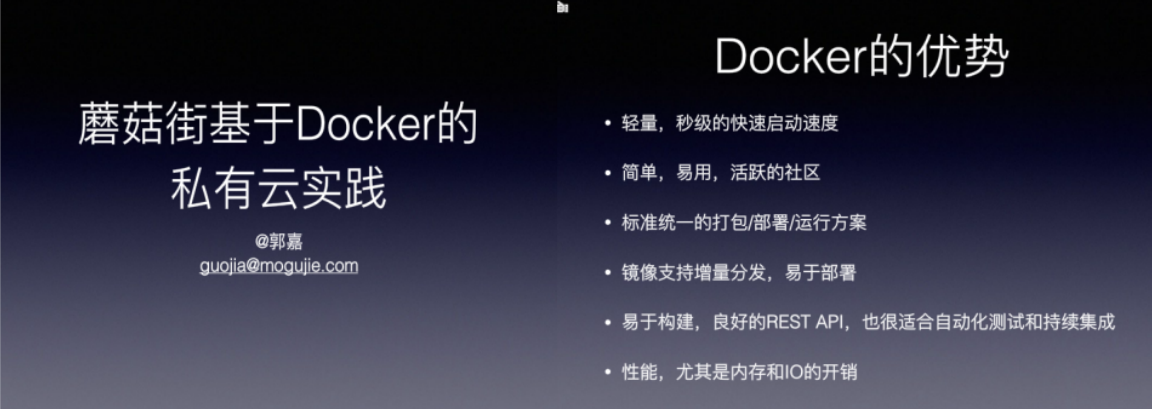 蘑菇街基于Docker的
私有云实践
@郭嘉
guojia@mogujie.com
Docker的优势
• 轻量，秒级的快速启动速度
• 简单，易用，活跃的社区
• 标准统一的打包/部署/运行方案
• 镜像支持增量分发，易于部署
• 易于构建，良好的REST API，也很适合自动化测试和持续集成
• 性能，尤其是内存和IO的开销